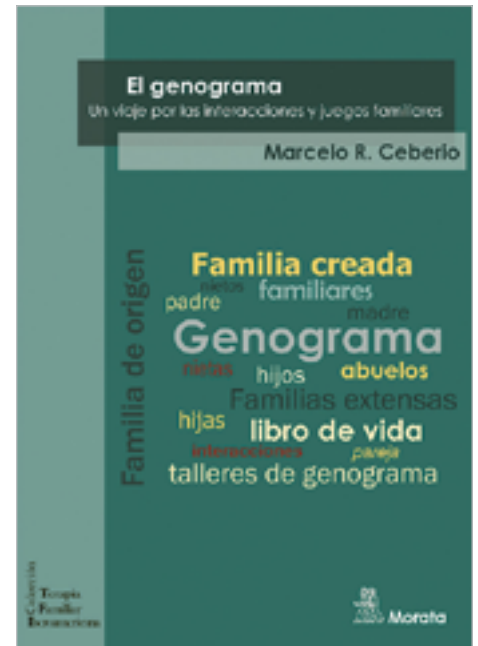 El genograma
Un viaje por las interacciones y juegos familiares
Marcelo R. Ceberio
Familia de origen
Familia creada
nietos
familiares
padre
madre
Genograma
nietas
hijos
abuelos
Familias extensas
hijas
libro de vida
interacciones
pareja
talleres de genograma
Colección
Terapia
Familiar
Iberoamericana
Morata